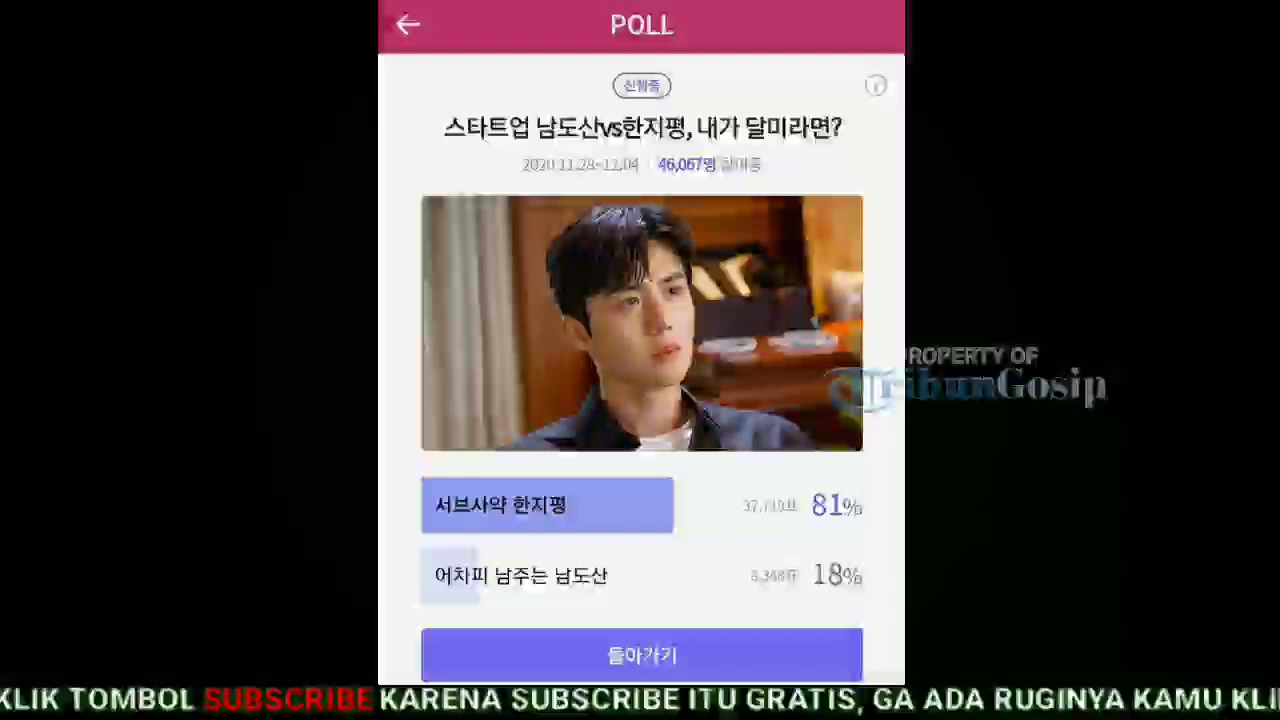 POLL
진행중
스타트업 남도산vs한지평, 내가 달미라면?
2020.11.28~12.04 46,067명 참여중
PROPERTY OF
TribunGosip
서브사약 한지평 81%
어차피 남주는 남도산 18%
돌아가기
KLIK TOMBOL SUBSCRIBE KARENA SUBSCRIBE ITU GRATIS, GA ADA RUGINYA KAMU KLI